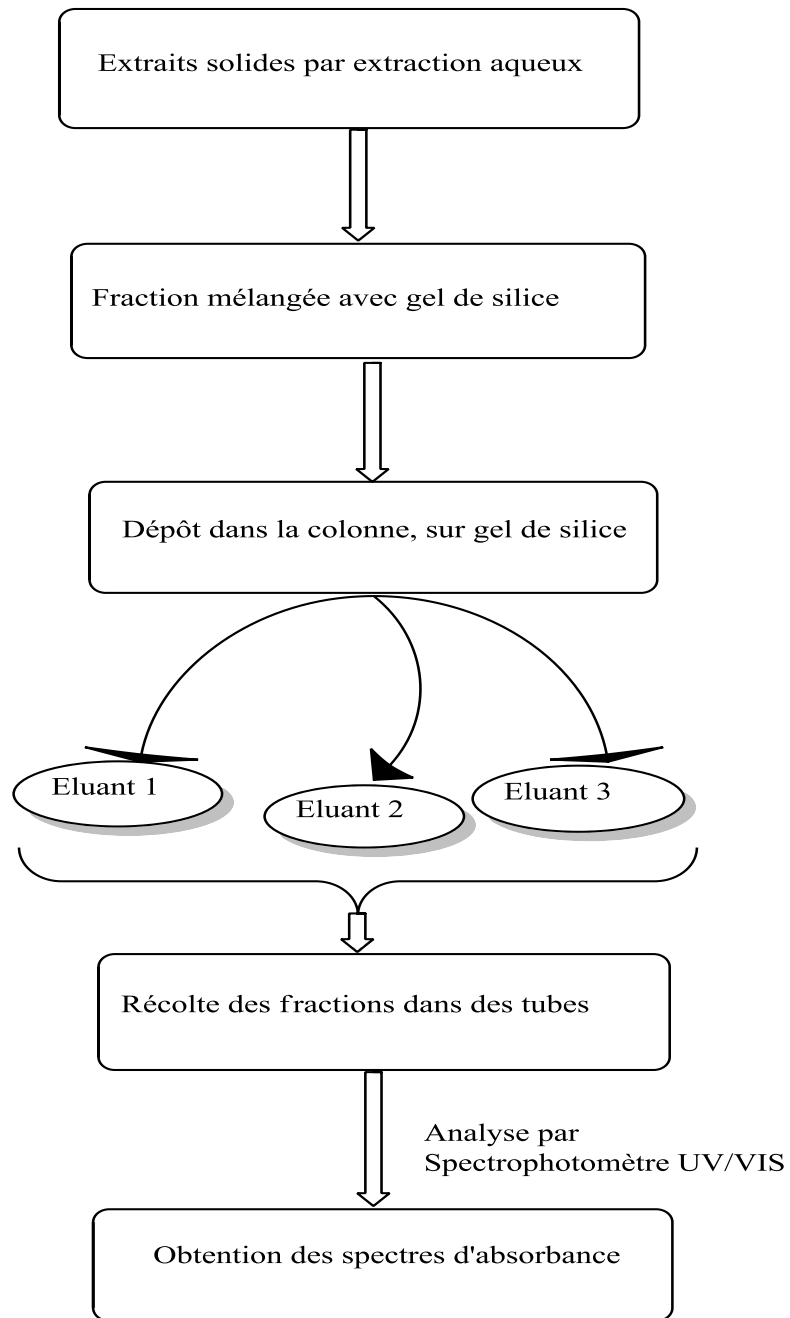 Extraits solides par extraction aqueux
Fraction mélangée avec gel de silice
Dépôt dans la colonne, sur gel de silice
Eluant 1
Eluant 2
Eluant 3
Récolte des fractions dans des tubes
Analyse par
Spectrophotomètre UV/VIS
Obtention des spectres d'absorbance